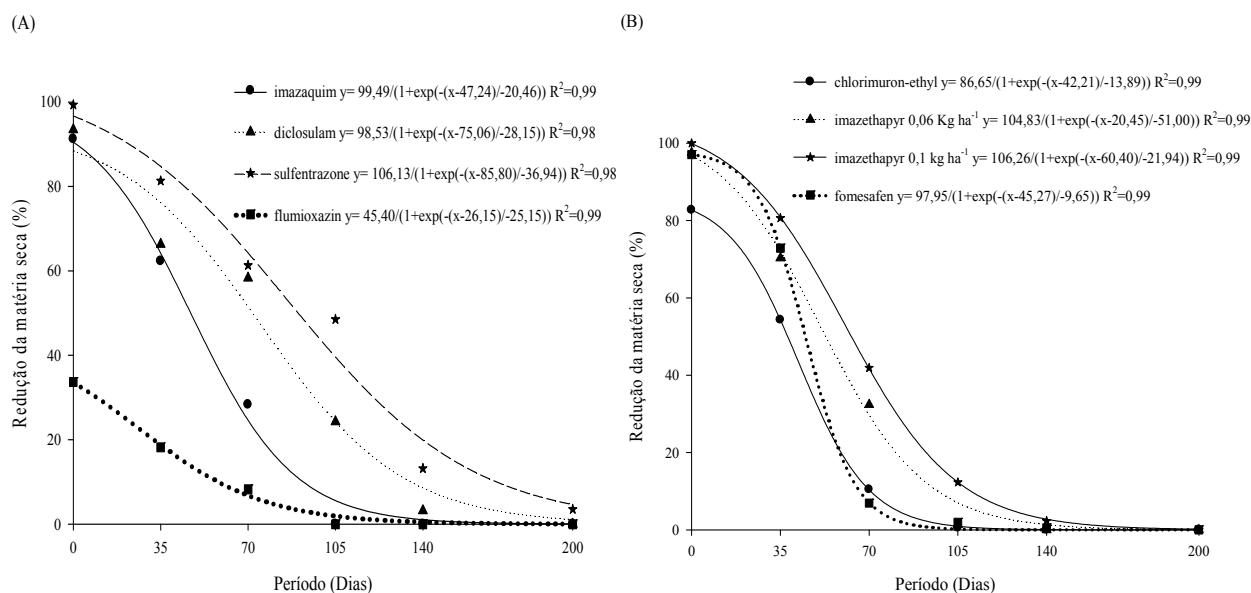 (A)
imazaquim y= 99,49/(1+exp(-(x-47,24)/-20,46)) R²=0,99
diclosulam y= 98,53/(1+exp(-(x-75,06)/-28,15)) R²=0,98
sulfentrazone y= 106,13/(1+exp(-(x-85,80)/-36,94)) R²=0,98
flumioxazin y= 45,40/(1+exp(-(x-26,15)/-25,15)) R²=0,99
Redução da matéria seca (%)
100
80
60
40
20
0
0 35 70 105 140 200
Período (Dias)
(B)
chlorimuron-ethyl y= 86,65/(1+exp(-(x-42,21)/-13,89)) R²=0,99
imazethapyr 0,06 Kg ha⁻¹ y= 104,83/(1+exp(-(x-20,45)/-51,00)) R²=0,99
imazethapyr 0,1 kg ha⁻¹ y= 106,26/(1+exp(-(x-60,40)/-21,94)) R²=0,99
fomesafen y= 97,95/(1+exp(-(x-45,27)/-9,65)) R²=0,99
Redução da matéria seca (%)
100
80
60
40
20
0
0 35 70 105 140 200
Período (Dias)